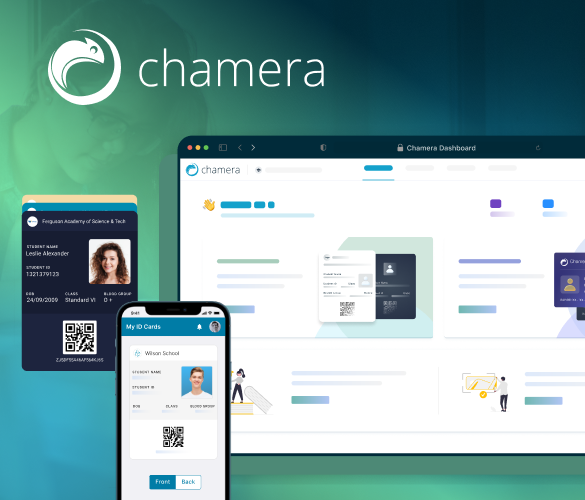 chamera
Chamera Dashboard
chamera
Ferguson Academy of Science & Tech
STUDENT NAME
Leslie Alexander
STUDENT ID
1321379123
DOB CLASS BLOOD GROUP
24/09/2009 Standard VI O +
9:41
My ID Cards
Wilson School
STUDENT NAME
STUDENT ID
DOB CLASS BLOOD GROUP
Front Back